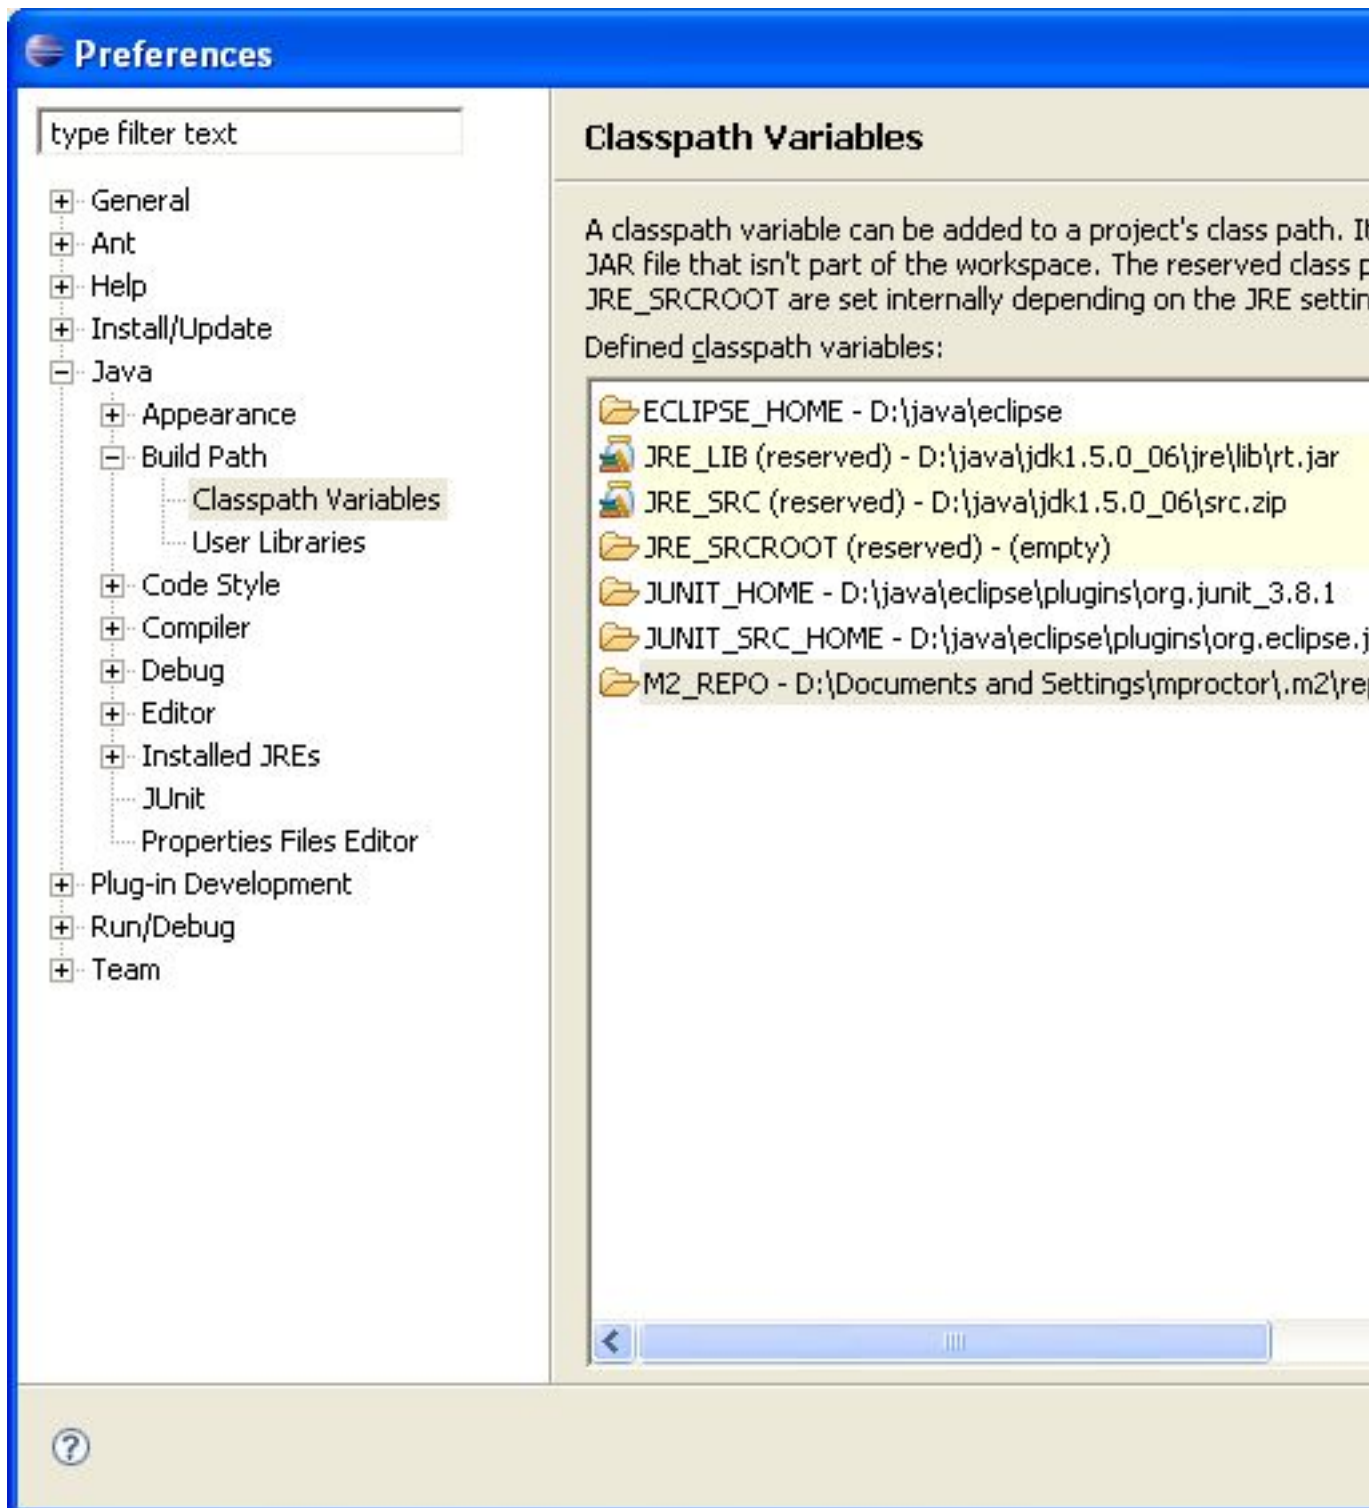 Preferences
type filter text
General
Ant
Help
Install/Update
Java
Appearance
Build Path
Classpath Variables
User Libraries
Code Style
Compiler
Debug
Editor
Installed JREs
JUnit
Properties Files Editor
Plug-in Development
Run/Debug
Team
Classpath Variables
A classpath variable can be added to a project's class path. It
JAR file that isn't part of the workspace. The reserved class
JRE_SRCROOT are set internally depending on the JRE
Defined classpath variables:
ECLIPSE_HOME - D:\java\eclipse
JRE_LIB (reserved) - D:\java\jdk1.5.0_06\jre\lib\rt.jar
JRE_SRC (reserved) - D:\java\jdk1.5.0_06\src.zip
JRE_SRCROOT (reserved) - (empty)
JUNIT_HOME - D:\java\eclipse\plugins\org.junit_3.8.1
JUNIT_SRC_HOME - D:\java\eclipse\plugins\org.eclipse.j
M2_REPO - D:\Documents and Settings\mproctor\.m2\re